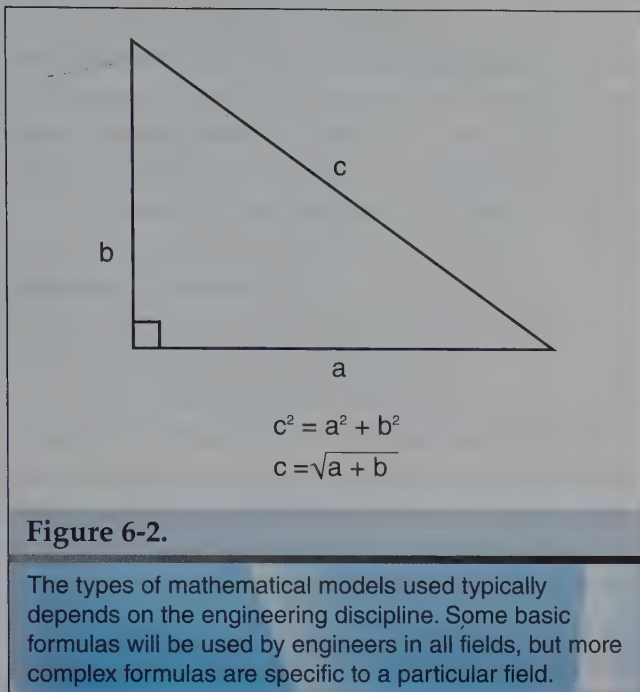 c
b
a
c² = a² + b²
c = √a + b
Figure 6-2.
The types of mathematical models used typically
depends on the engineering discipline. Some basic
formulas will be used by engineers in all fields, but more
complex formulas are specific to a particular field.